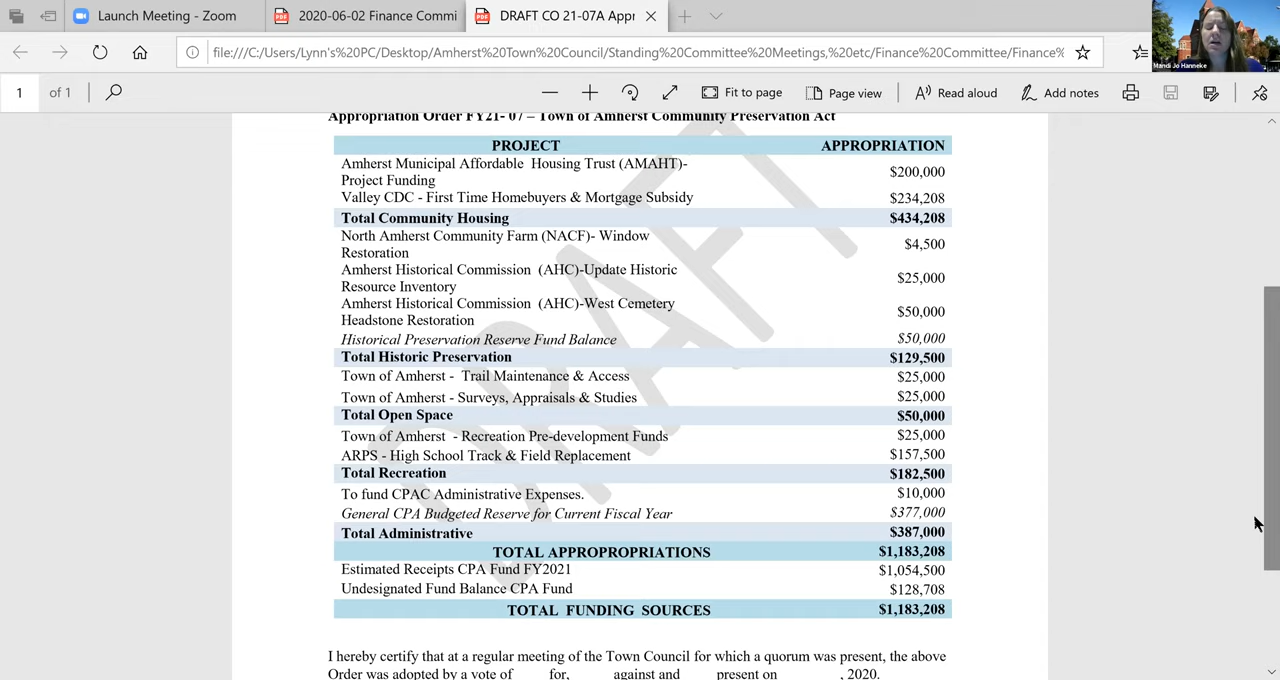 Launch Meeting - Zoom
2020-06-02 Finance Commi
DRAFT CO 21-07A Appr
file:///C:/Users/Lynn's%20PC/Desktop/Amherst%20Town%20Council/Standing%20Committee%20Meetings,%20etc/Finance%20Committee/Finance%
Mandi Jo Hanneke
1 of 1
Fit to page
Page view
Read aloud
Add notes
Appropriation Order FY21- 07 – Town of Amherst Community Preservation Act
PROJECT APPROPRIATION
Amherst Municipal Affordable Housing Trust (AMAHT)-
Project Funding $200,000
Valley CDC - First Time Homebuyers & Mortgage Subsidy $234,208
Total Community Housing $434,208
North Amherst Community Farm (NACF)- Window
Restoration $4,500
Amherst Historical Commission (AHC)-Update Historic
Resource Inventory $25,000
Amherst Historical Commission (AHC)-West Cemetery
Headstone Restoration $50,000
Historical Preservation Reserve Fund Balance $50,000
Total Historic Preservation $129,500
Town of Amherst - Trail Maintenance & Access $25,000
Town of Amherst - Surveys, Appraisals & Studies $25,000
Total Open Space $50,000
Town of Amherst - Recreation Pre-development Funds $25,000
ARPS - High School Track & Field Replacement $157,500
Total Recreation $182,500
To fund CPAC Administrative Expenses. $10,000
General CPA Budgeted Reserve for Current Fiscal Year $377,000
Total Administrative $387,000
TOTAL APPROPROPRIATIONS $1,183,208
Estimated Receipts CPA Fund FY2021 $1,054,500
Undesignated Fund Balance CPA Fund $128,708
TOTAL FUNDING SOURCES $1,183,208
DRAFT
I hereby certify that at a regular meeting of the Town Council for which a quorum was present, the above
Order was adopted by a vote of ___ for, ___ against and ___ present on ___, 2020.